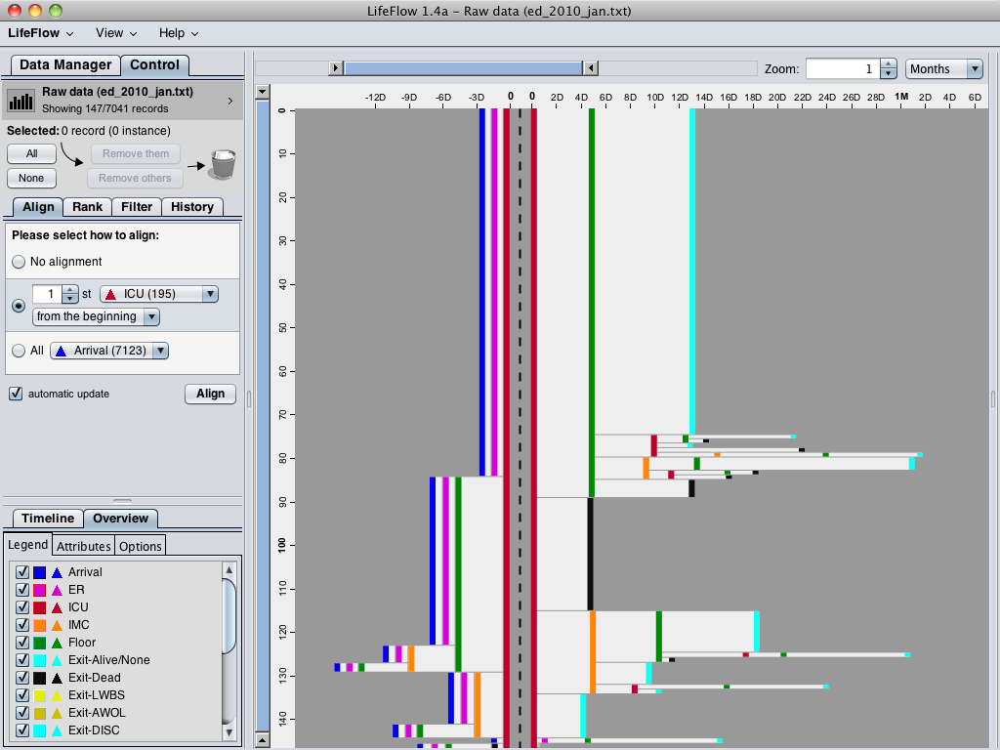 LifeFlow 1.4a - Raw data (ed_2010_jan.txt)
LifeFlow View Help
Data Manager Control
Zoom: 1 Months
Raw data (ed_2010_jan.txt)
Showing 147/7041 records
Selected: 0 record (0 instance)
All Remove them
None Remove others
Align Rank Filter History
Please select how to align:
No alignment
1 st ICU (195)
from the beginning
All Arrival (7123)
automatic update Align
Timeline Overview
Legend Attributes Options
Arrival
ER
ICU
IMC
Floor
Exit-Alive/None
Exit-Dead
Exit-LWBS
Exit-AWOL
Exit-DISC
-12D -9D -6D -3D 0 0 2D 4D 6D 8D 10D 12D 14D 16D 18D 20D 22D 24D 26D 28D 1M 2D 4D 6D
0
10
20
30
40
50
60
70
80
90
100
110
120
130
140